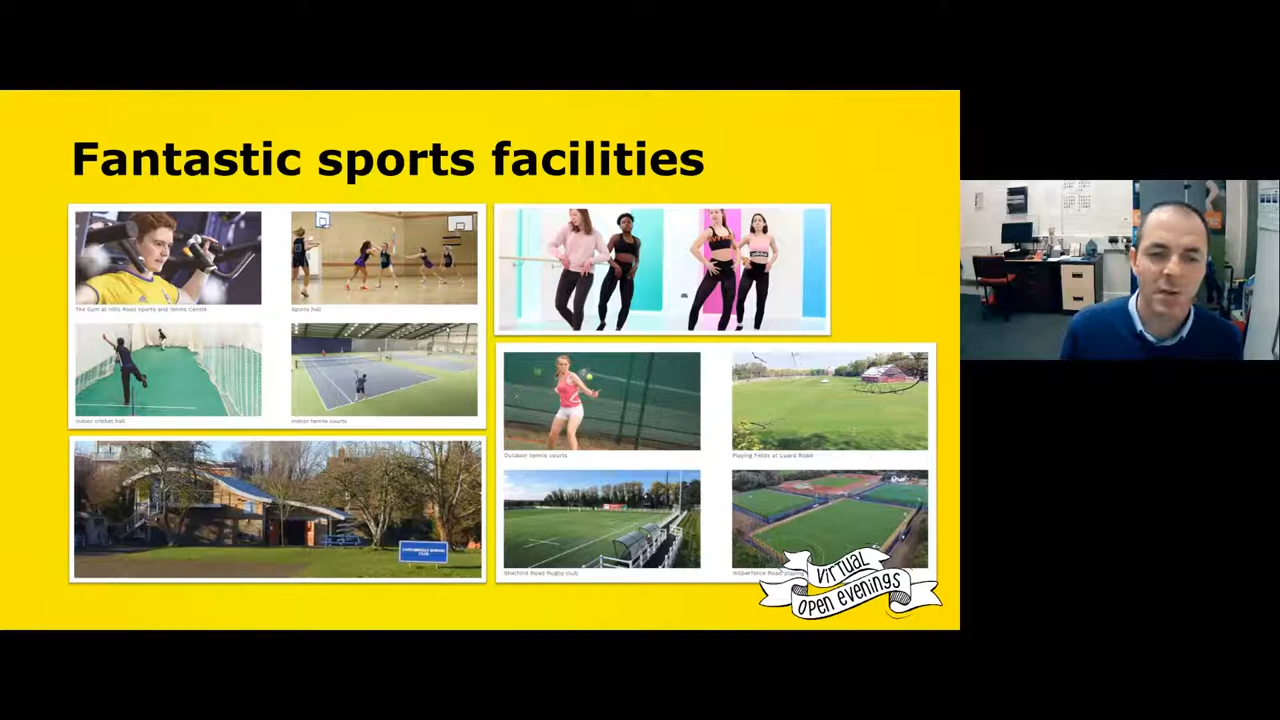 Fantastic sports facilities
The Gym at Hills Road Sports and Tennis Centre
Sports hall
Indoor cricket hall
Indoor tennis courts
CAMBRIDGE
CLUB
Outdoor tennis courts
Playing Fields at Luard Road
Shelford Road Rugby club
Wilberforce Road playing
VIRTUAL
OPEN EVENINGS